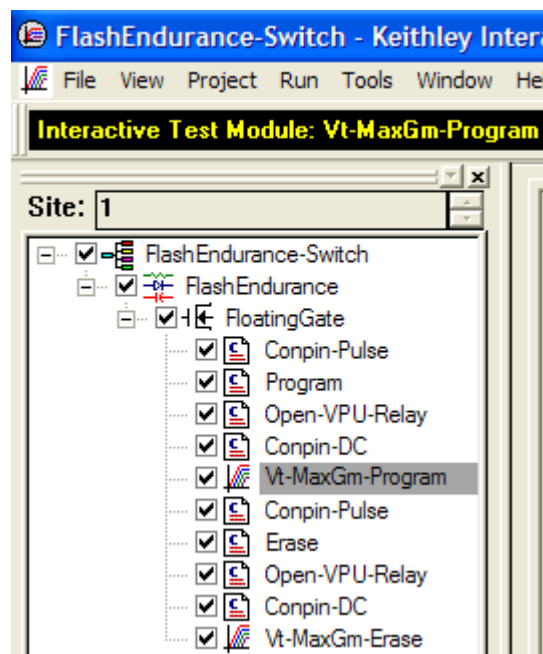 FlashEndurance-Switch - Keithley Inter
File View Project Run Tools Window He
Interactive Test Module: Vt-MaxGm-Program
Site: 1
FlashEndurance-Switch
FlashEndurance
FloatingGate
Conpin-Pulse
Program
Open-VPU-Relay
Conpin-DC
Vt-MaxGm-Program
Conpin-Pulse
Erase
Open-VPU-Relay
Conpin-DC
Vt-MaxGm-Erase